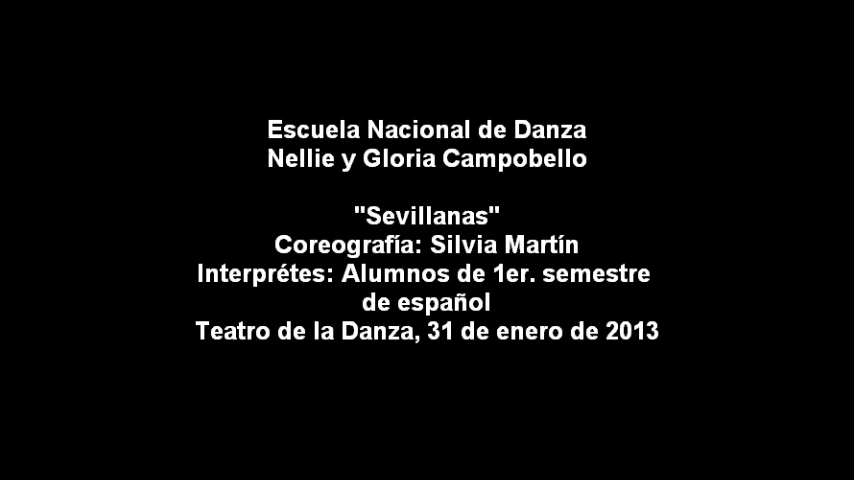 Escuela Nacional de Danza
Nellie y Gloria Campobello
"Sevillanas"
Coreografía: Silvia Martín
Interprétes: Alumnos de 1er. semestre
de español
Teatro de la Danza, 31 de enero de 2013